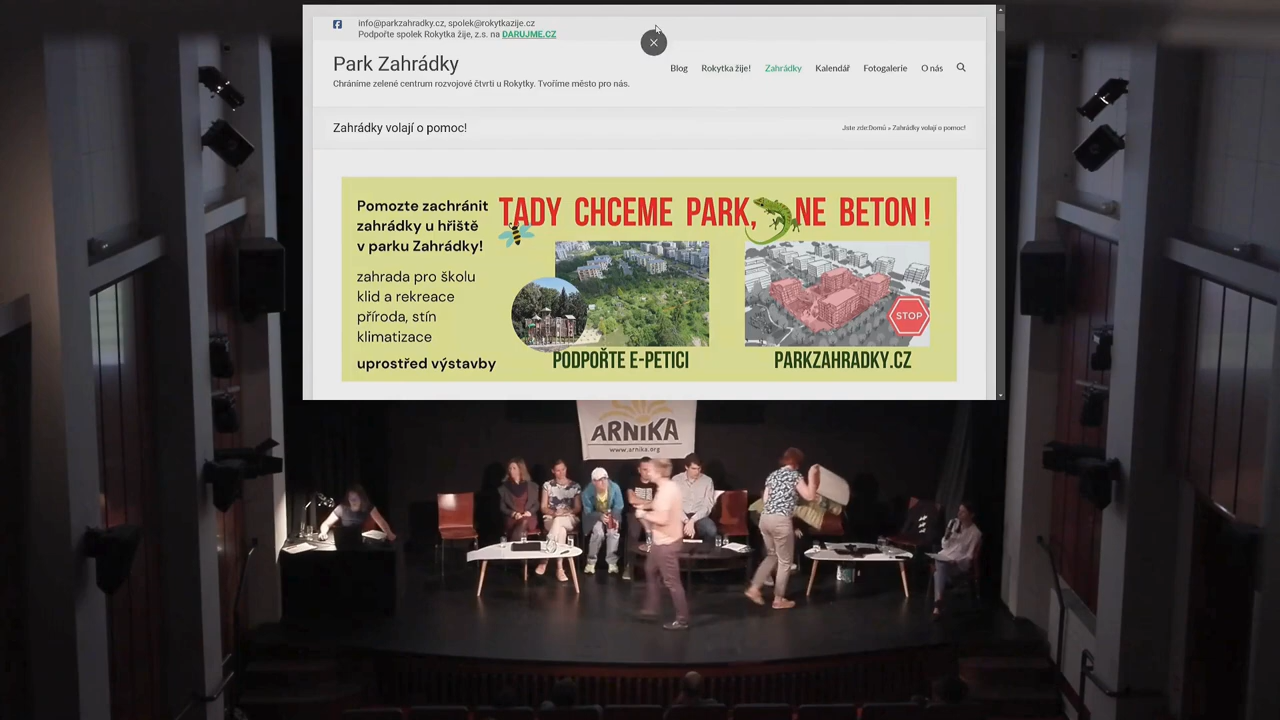 info@parkzahradky.cz, spolek@rokytkazije.cz
Podpořte spolek Rokytka žije, z.s. na DARUJME.CZ
Park Zahrádky
Chráníme zelené centrum rozvojové čtvrti u Rokytky. Tvoříme město pro nás.
Blog Rokytka žije! Zahrádky Kalendář Fotogalerie O nás
Zahrádky volají o pomoc!
Jste zde:Domů » Zahrádky volají o pomoc!
Pomozte zachránit
zahrádky u hřiště
v parku Zahrádky!
zahrada pro školu
klid a rekreace
příroda, stín
klimatizace
uprostřed výstavby
TADY CHCEME PARK, NE BETON!
STOP
PODPOŘTE E-PETICI
PARKZAHRADKY.CZ
ARNIKA
www.arnika.org